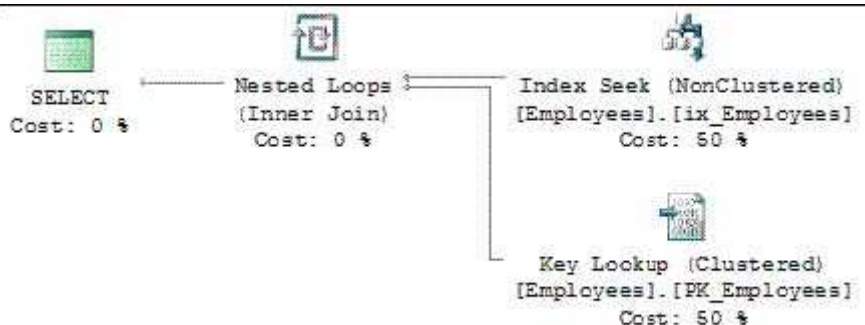 SELECT
Cost: 0 %
Nested Loops
(Inner Join)
Cost: 0 %
Index Seek (NonClustered)
[Employees].[ix_Employees]
Cost: 50 %
Key Lookup (Clustered)
[Employees].[PK_Employees]
Cost: 50 %